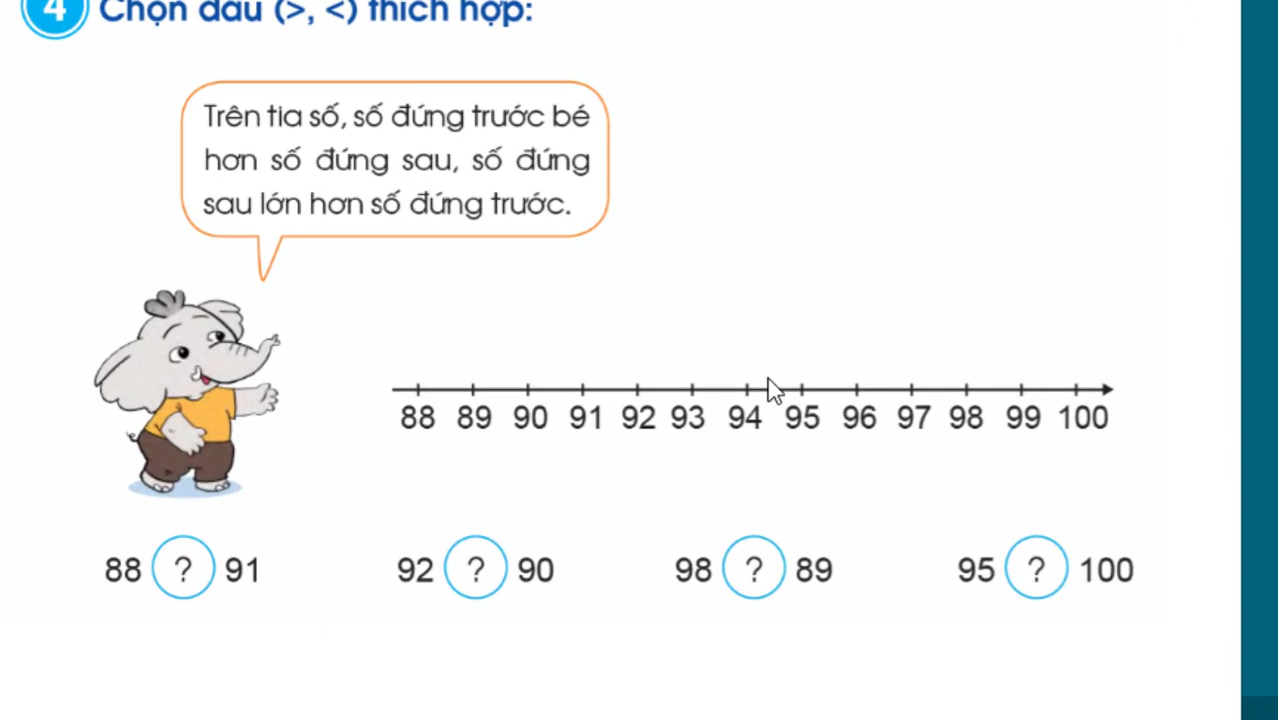 4 Chọn dấu (>, <) thích hợp:
Trên tia số, số đứng trước bé
hơn số đứng sau, số đứng
sau lớn hơn số đứng trước.
88 89 90 91 92 93 94 95 96 97 98 99 100
88 ? 91 92 ? 90 98 ? 89 95 ? 100